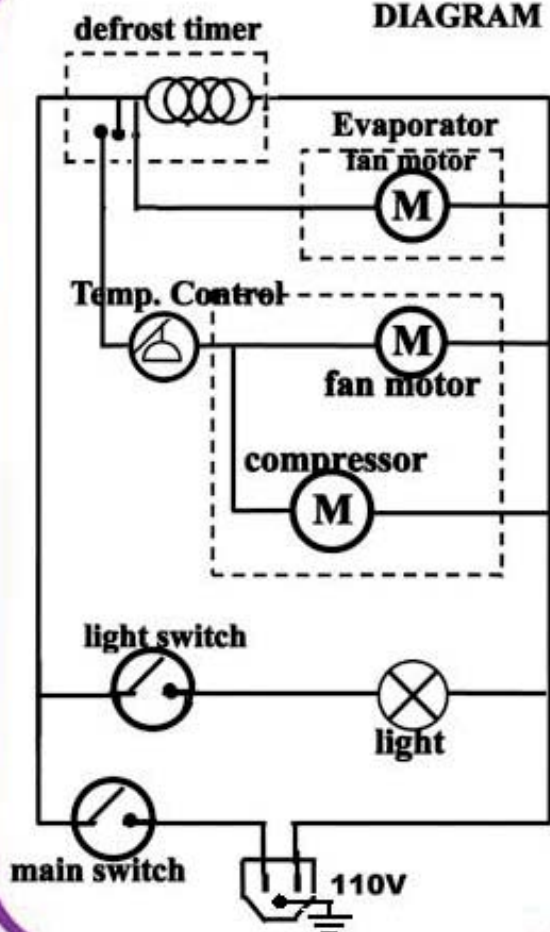 DIAGRAM
defrost timer
Evaporator
fan motor
M
Temp. Control
M
fan motor
compressor
M
light switch
light
main switch
110V